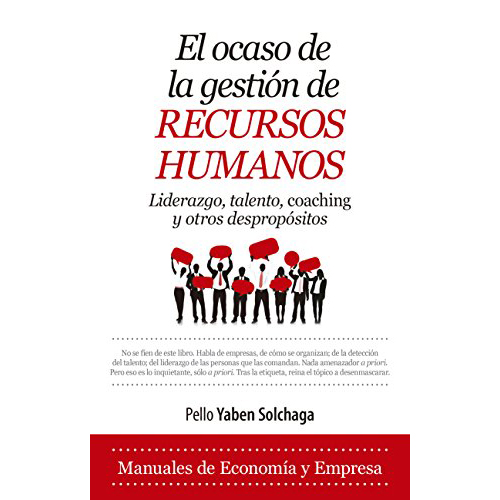 El ocaso de
la gestión de
RECURSOS
HUMANOS
Liderazgo, talento, coaching
y otros despropósitos
No se fíen de este libro. Habla de empresas, de cómo se organizan; de la detección
del talento; del liderazgo de las personas que las comandan. Nada amenazador a priori.
Pero eso es lo inquietante, sólo a priori. Tras la etiqueta, reina el tópico a desenmascarar.
Pello Yaben Solchaga
Manuales de Economía y Empresa